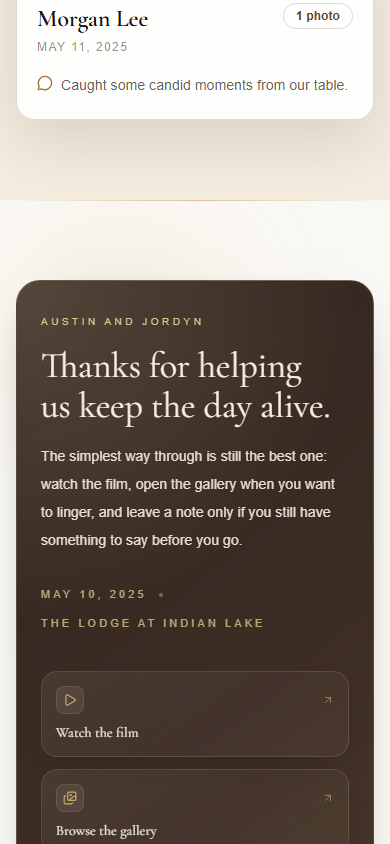 Morgan Lee
1 photo
MAY 11, 2025
Caught some candid moments from our table.
AUSTIN AND JORDYN
Thanks for helping
us keep the day alive.
The simplest way through is still the best one:
watch the film, open the gallery when you want
to linger, and leave a note only if you still have
something to say before you go.
MAY 10, 2025 •
THE LODGE AT INDIAN LAKE
Watch the film
Browse the gallery